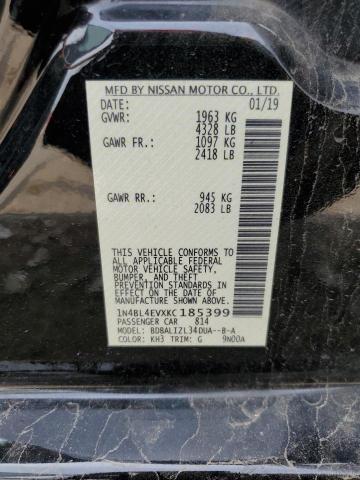 MFD BY NISSAN MOTOR CO., LTD.
DATE: 01/19
GVWR: 1963 KG
4328 LB
GAWR FR.: 1097 KG
2418 LB
GAWR RR.: 945 KG
2083 LB
THIS VEHICLE CONFORMS TO ALL
APPLICABLE FEDERAL MOTOR
VEHICLE SAFETY,
BUMPER, AND THEFT
PREVENTION STANDARDS
IN EFFECT ON THE DATE OF
MANUFACTURE SHOWN ABOVE.
1N4BL4EVXKC185399
PASSENGER CAR 814
MODEL: BDBALIZL34DUA--B-A
COLOR: KH3 TRIM: G 9N00A